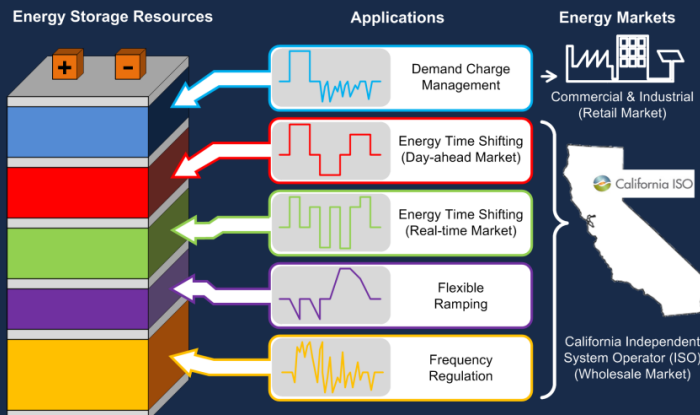 Energy Storage Resources
Applications
Energy Markets
+
-
Demand Charge
Management
Commercial & Industrial
(Retail Market)
Energy Time Shifting
(Day-ahead Market)
California ISO
Energy Time Shifting
(Real-time Market)
Flexible
Ramping
California Independent
System Operator (ISO)
(Wholesale Market)
Frequency
Regulation